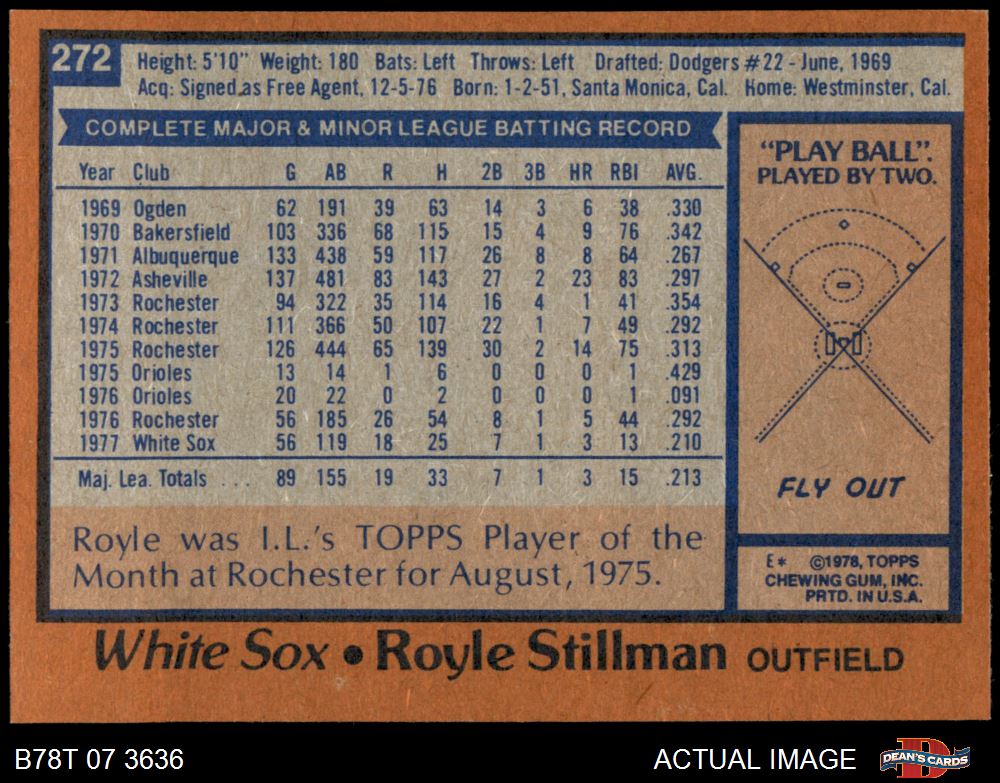 272
Height: 5'10" Weight: 180 Bats: Left Throws: Left Drafted: Dodgers #22 - June, 1969
Acq: Signed as Free Agent, 12-5-76 Born: 1-2-51, Santa Monica, Cal. Home: Westminster, Cal.
COMPLETE MAJOR & MINOR LEAGUE BATTING RECORD
Year Club G AB R H 2B 3B HR RBI AVG.
1969 Ogden 62 191 39 63 14 3 6 38 .330
1970 Bakersfield 103 336 68 115 15 4 9 76 .342
1971 Albuquerque 133 438 59 117 26 8 8 64 .267
1972 Asheville 137 481 83 143 27 2 23 83 .297
1973 Rochester 94 322 35 114 16 4 1 41 .354
1974 Rochester 111 366 50 107 22 1 7 49 .292
1975 Rochester 126 444 65 139 30 2 14 75 .313
1975 Orioles 13 14 1 6 0 0 0 1 .429
1976 Orioles 20 22 0 2 0 0 0 1 .091
1976 Rochester 56 185 26 54 8 1 5 44 .292
1977 White Sox 56 119 18 25 7 1 3 13 .210
Maj. Lea. Totals ... 89 155 19 33 7 1 3 15 .213
Royle was I.L.'s TOPPS Player of the
Month at Rochester for August, 1975.
"PLAY BALL".
PLAYED BY TWO.
FLY OUT
E* ©1978, TOPPS
CHEWING GUM, INC.
PRTD. IN U.S.A.
White Sox • Royle Stillman OUTFIELD
B78T 07 3636
ACTUAL IMAGE
D
DEAN'S CARDS